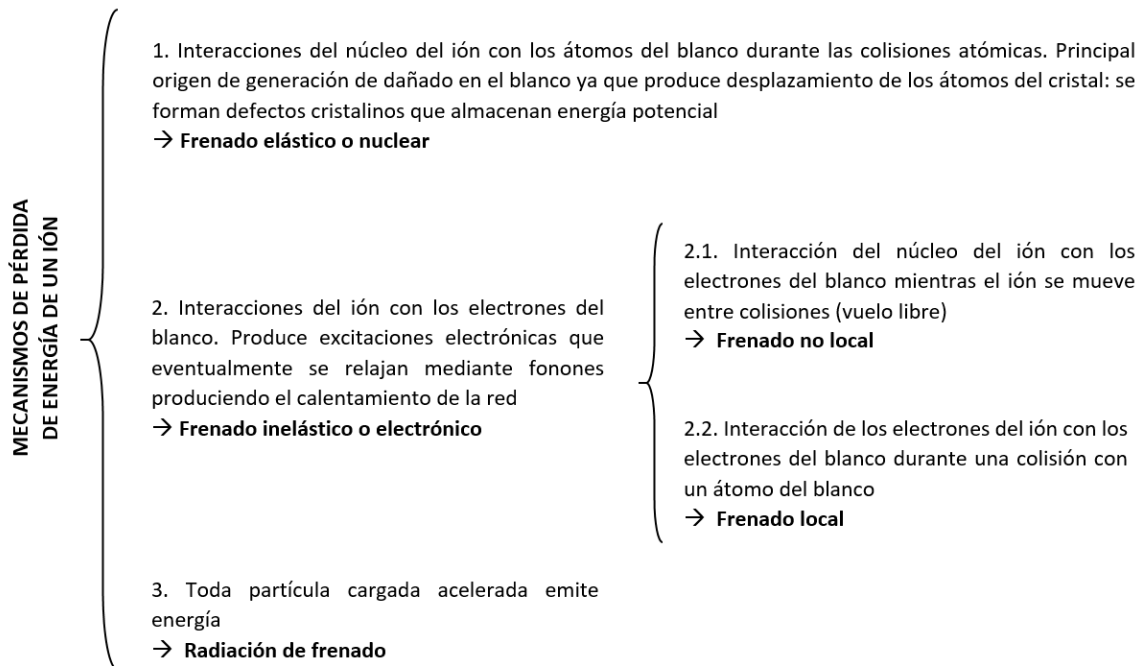 MECANISMOS DE PÉRDIDA
DE ENERGÍA DE UN IÓN
1. Interacciones del núcleo del ión con los átomos del blanco durante las colisiones atómicas. Principal
origen de generación de dañado en el blanco ya que produce desplazamiento de los átomos del cristal: se
forman defectos cristalinos que almacenan energía potencial
→ Frenado elástico o nuclear
2. Interacciones del ión con los electrones del
blanco. Produce excitaciones electrónicas que
eventualmente se relajan mediante fonones
produciendo el calentamiento de la red
→ Frenado inelástico o electrónico
2.1. Interacción del núcleo del ión con los
electrones del blanco mientras el ión se mueve
entre colisiones (vuelo libre)
→ Frenado no local
2.2. Interacción de los electrones del ión con los
electrones del blanco durante una colisión con
un átomo del blanco
→ Frenado local
3. Toda partícula cargada acelerada emite
energía
→ Radiación de frenado